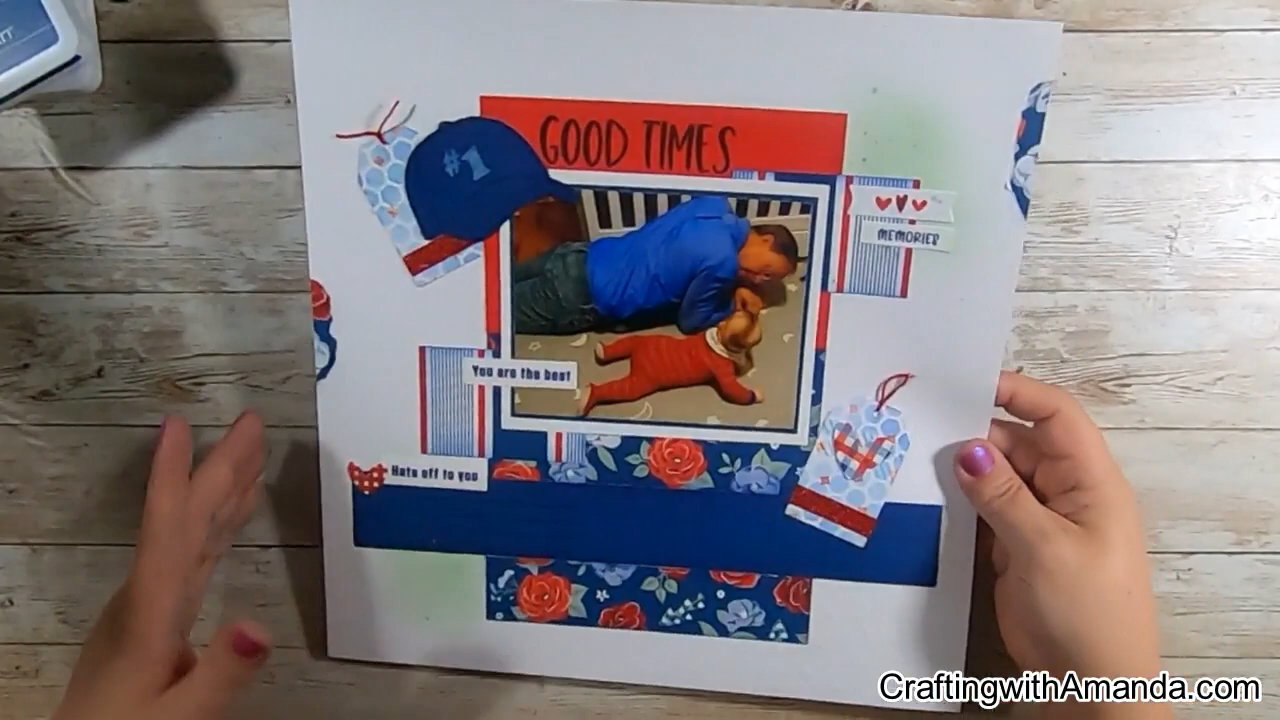 GOOD TIMES
#1
MEMORIES
You are the best
Hats off to you
CraftingwithAmanda.com